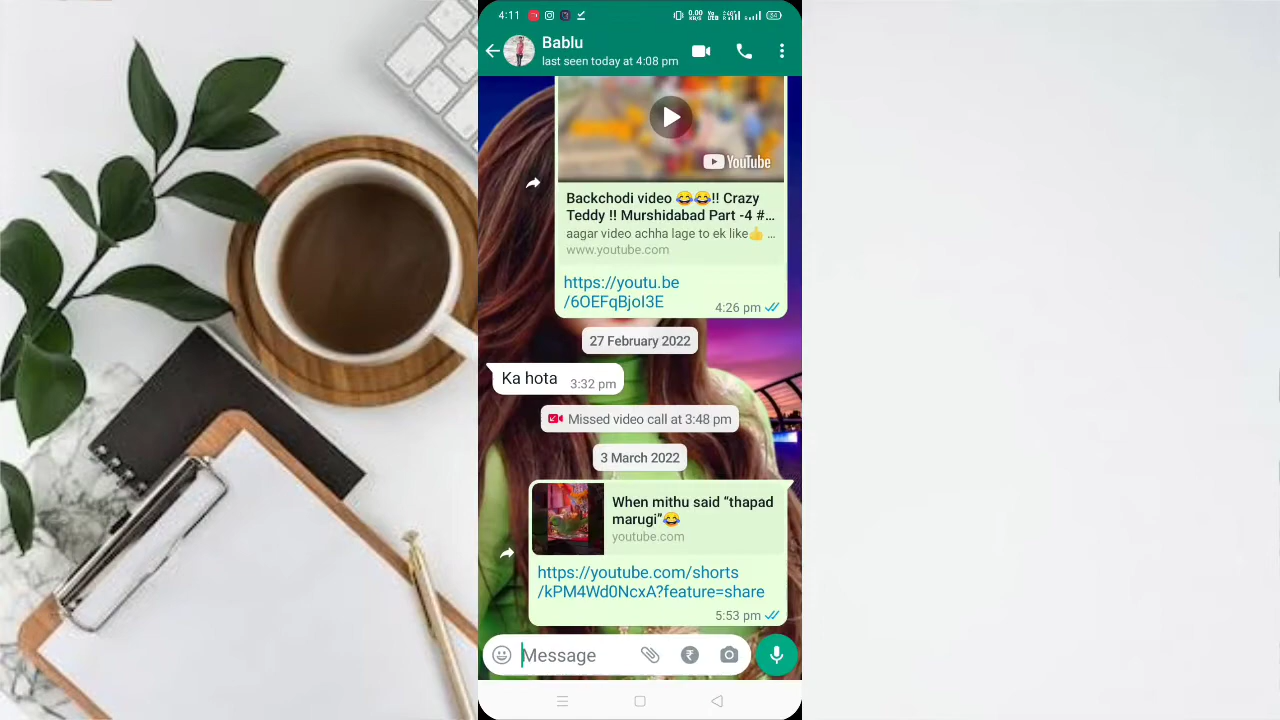 4:11
Bablu
last seen today at 4:08 pm
YouTube
Backchodi video 😂😂!! Crazy
Teddy !! Murshidabad Part -4 #...
aagar video achha lage to ek like👍 ...
www.youtube.com
https://youtu.be
/6OEFqBjoI3E
4:26 pm
27 February 2022
Ka hota 3:32 pm
Missed video call at 3:48 pm
3 March 2022
When mithu said “thapad
marugi”😂
youtube.com
https://youtube.com/shorts
/kPM4Wd0NcxA?feature=share
5:53 pm
Message